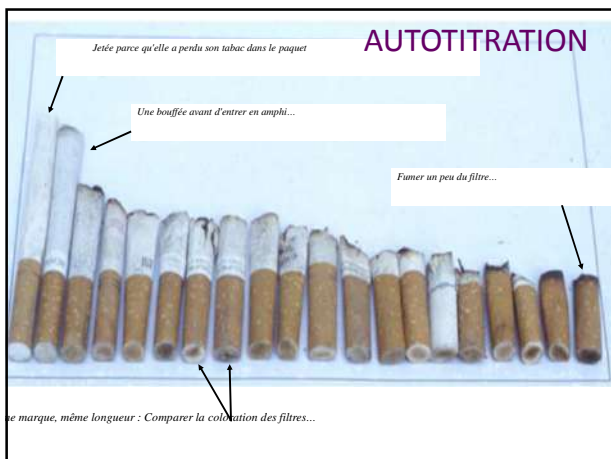 AUTOTITRATION
Jetée parce qu'elle a perdu son tabac dans le paquet
Une bouffée avant d'entrer en amphi...
Fumer un peu du filtre...
marque, même longueur : Comparer la coloration des filtres...